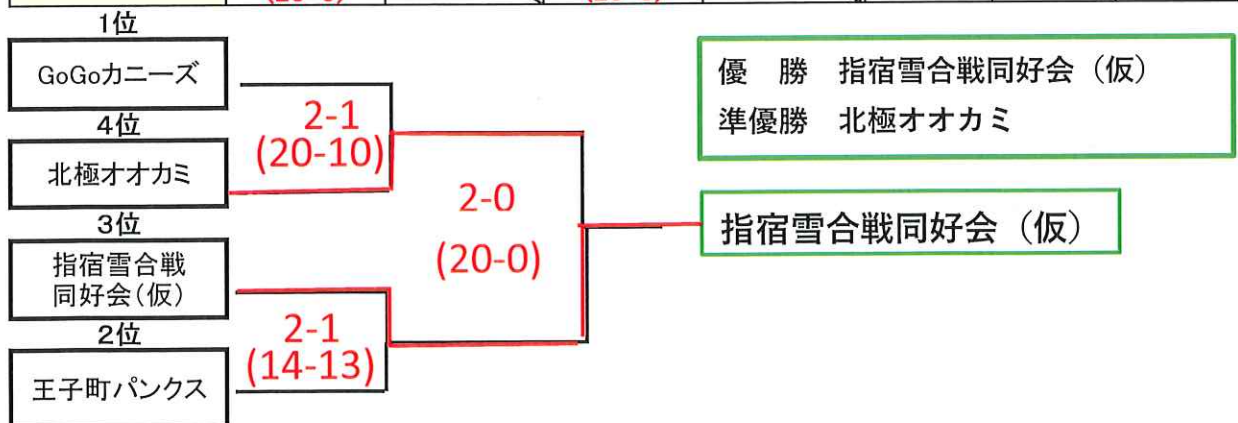 1位
GoGoカニーズ
4位
北極オオカミ
3位
指宿雪合戦
同好会(仮)
2位
王子町パンクス
2-1
(20-10)
2-1
(14-13)
2-0
(20-0)
優　勝　指宿雪合戦同好会（仮）
準優勝　北極オオカミ
指宿雪合戦同好会（仮）